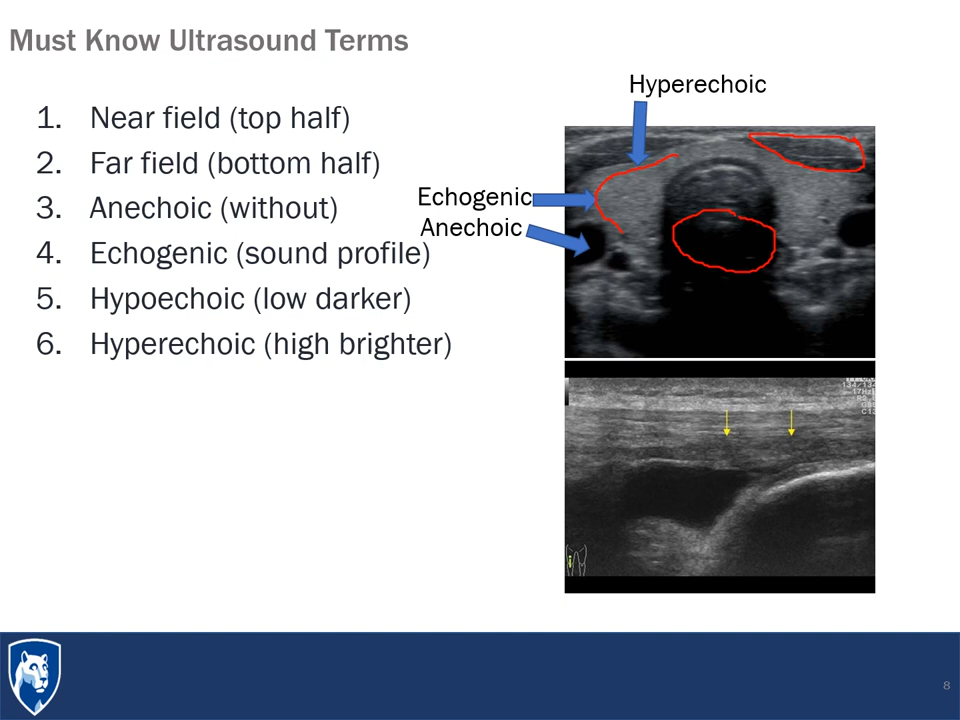 Must Know Ultrasound Terms
1. Near field (top half)
2. Far field (bottom half)
3. Anechoic (without)
4. Echogenic (sound profile)
5. Hypoechoic (low darker)
6. Hyperechoic (high brighter)
Hyperechoic
Echogenic
Anechoic
8